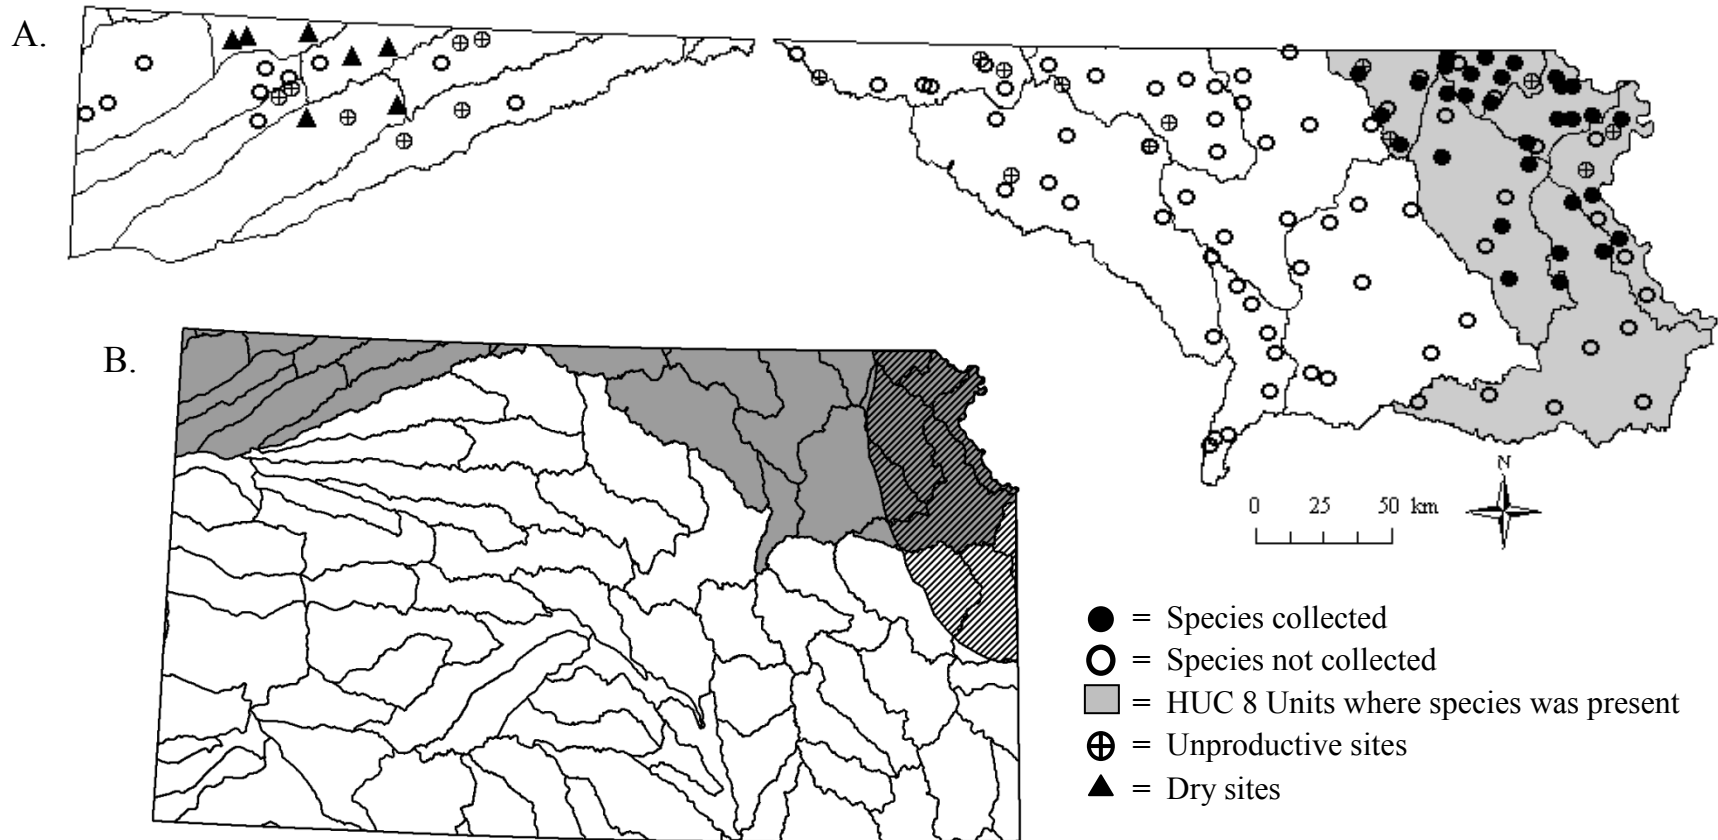 A.
B.
N
0 25 50 km
= Species collected
= Species not collected
= HUC 8 Units where species was present
= Unproductive sites
= Dry sites